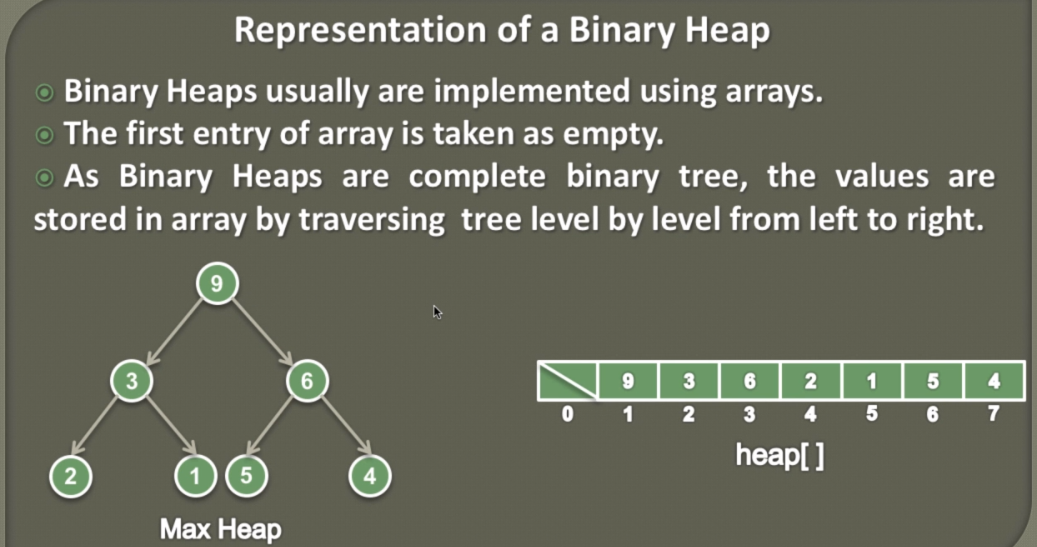 Representation of a Binary Heap
Binary Heaps usually are implemented using arrays.
The first entry of array is taken as empty.
As Binary Heaps are complete binary tree, the values are
stored in array by traversing tree level by level from left to right.
9
3 6
2 1 5 4
Max Heap
9 3 6 2 1 5 4
0 1 2 3 4 5 6 7
heap[ ]